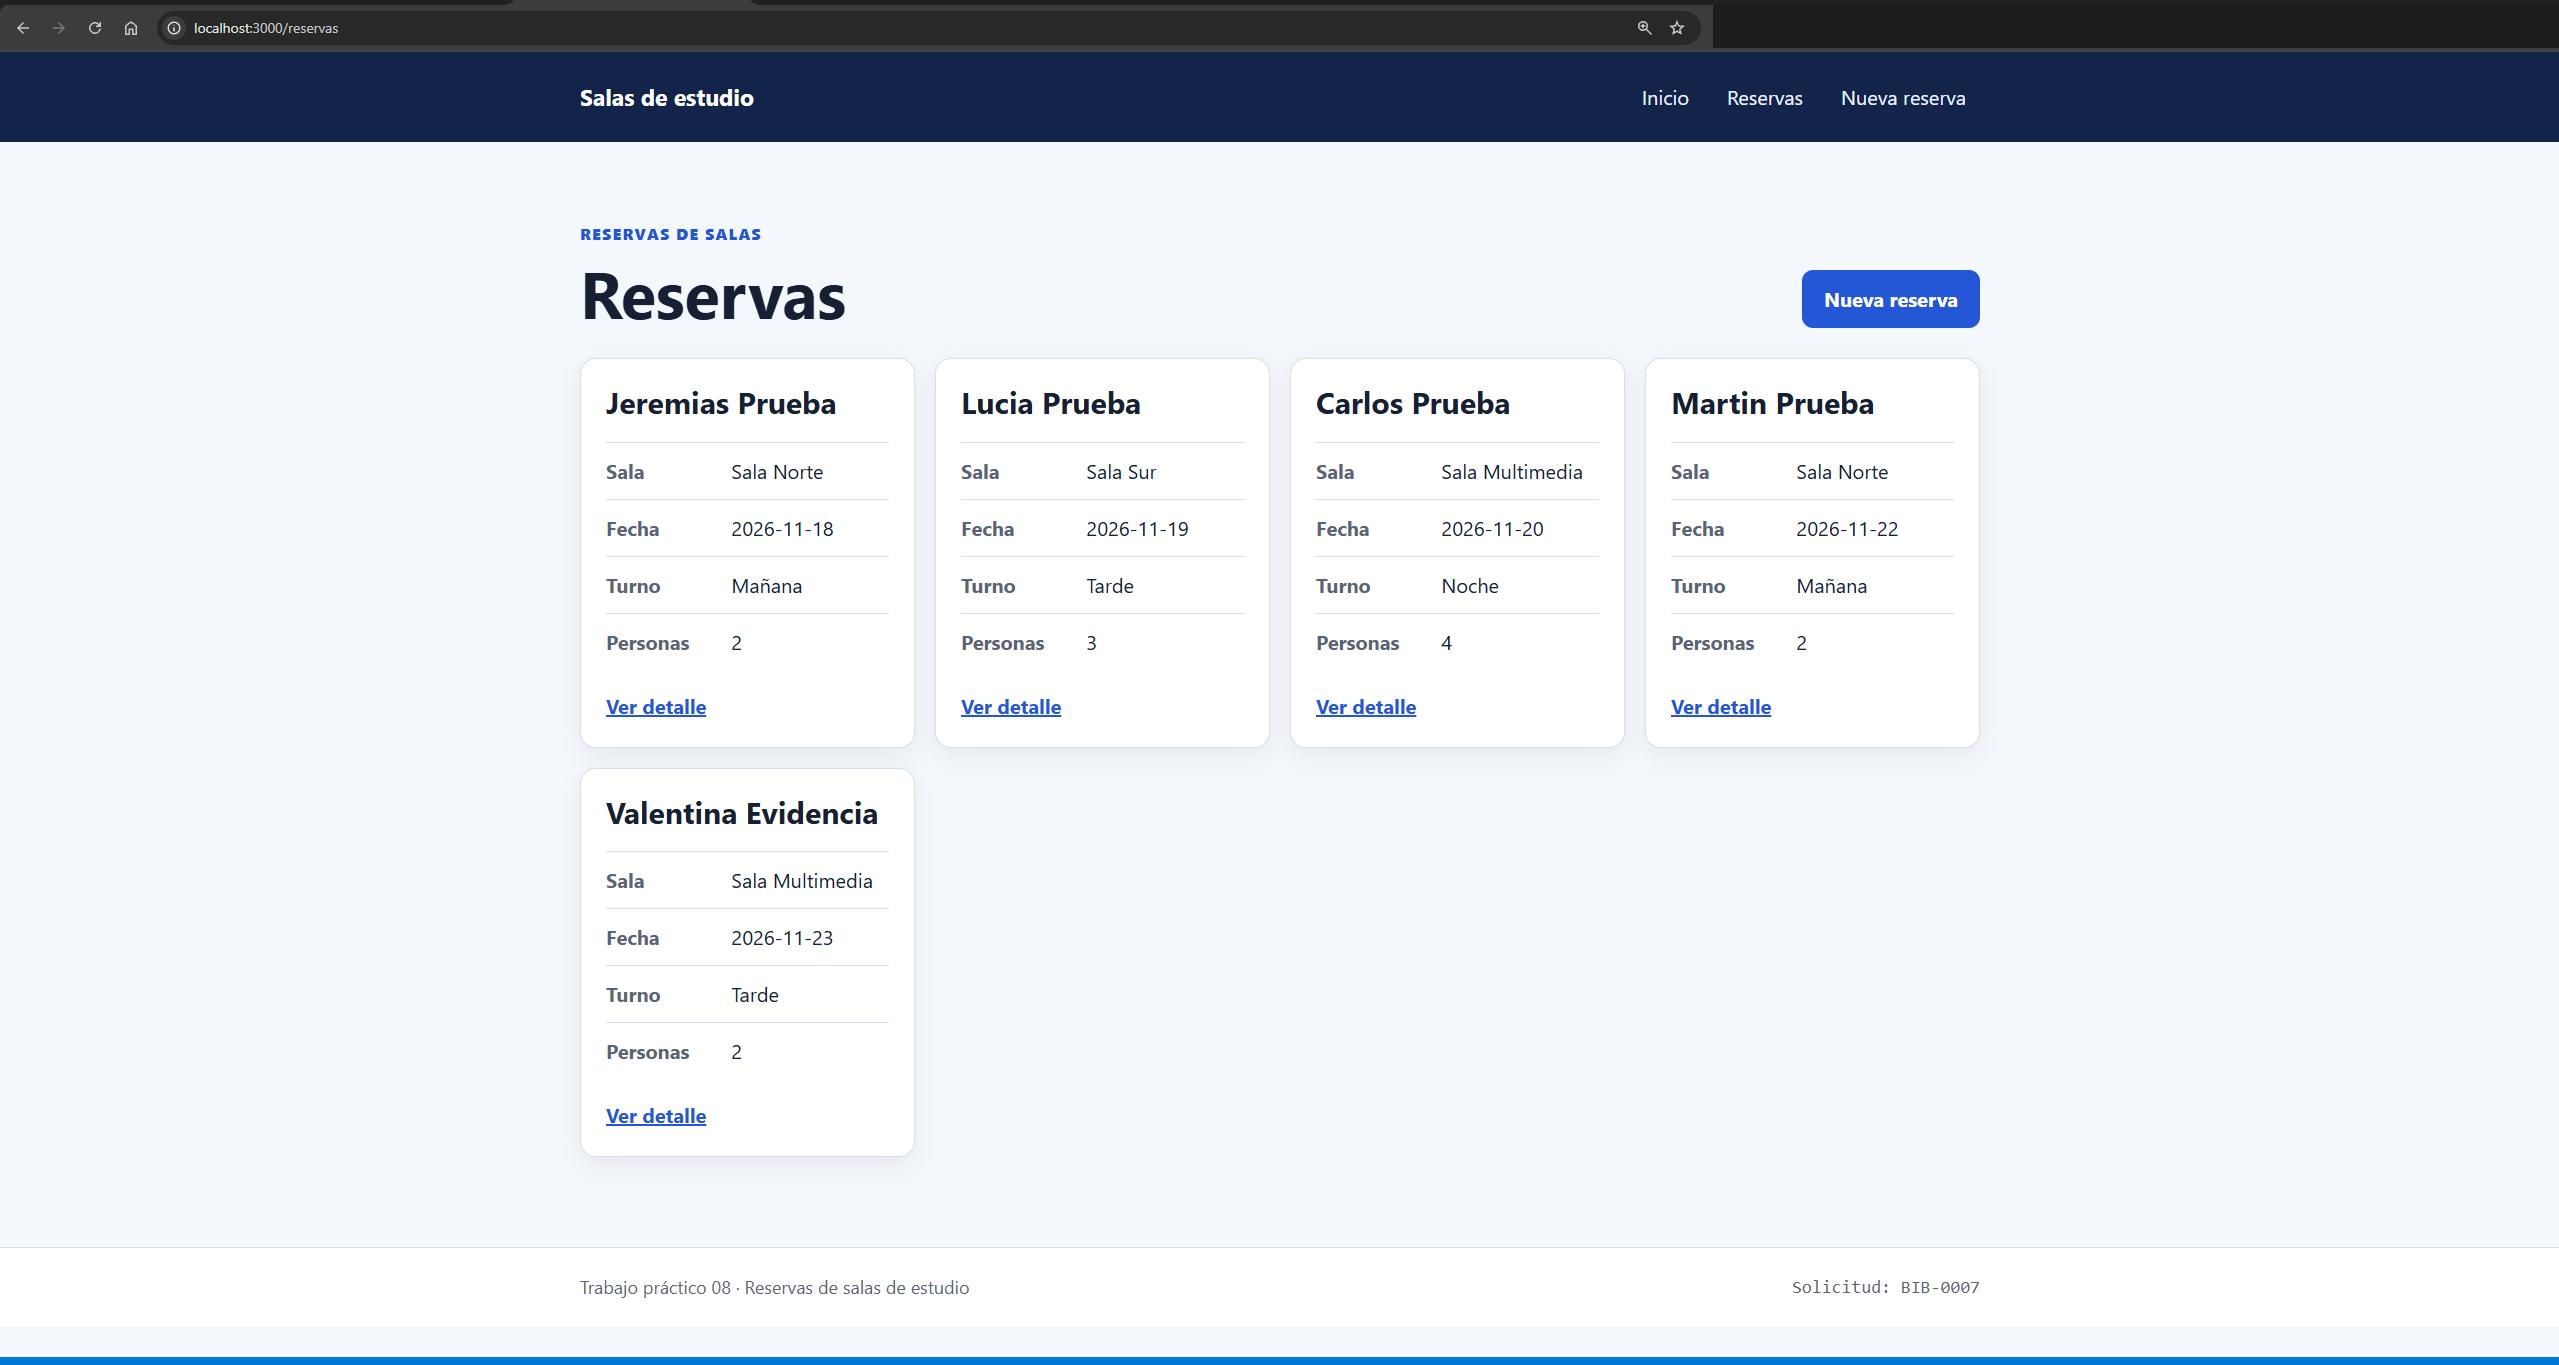 localhost:3000/reservas
Salas de estudio
Inicio Reservas Nueva reserva
RESERVAS DE SALAS
Reservas
Nueva reserva
Jeremias Prueba
Sala Sala Norte
Fecha 2026-11-18
Turno Mañana
Personas 2
Ver detalle
Lucia Prueba
Sala Sala Sur
Fecha 2026-11-19
Turno Tarde
Personas 3
Ver detalle
Carlos Prueba
Sala Sala Multimedia
Fecha 2026-11-20
Turno Noche
Personas 4
Ver detalle
Martin Prueba
Sala Sala Norte
Fecha 2026-11-22
Turno Mañana
Personas 2
Ver detalle
Valentina Evidencia
Sala Sala Multimedia
Fecha 2026-11-23
Turno Tarde
Personas 2
Ver detalle
Trabajo práctico 08 · Reservas de salas de estudio
Solicitud: BIB-0007